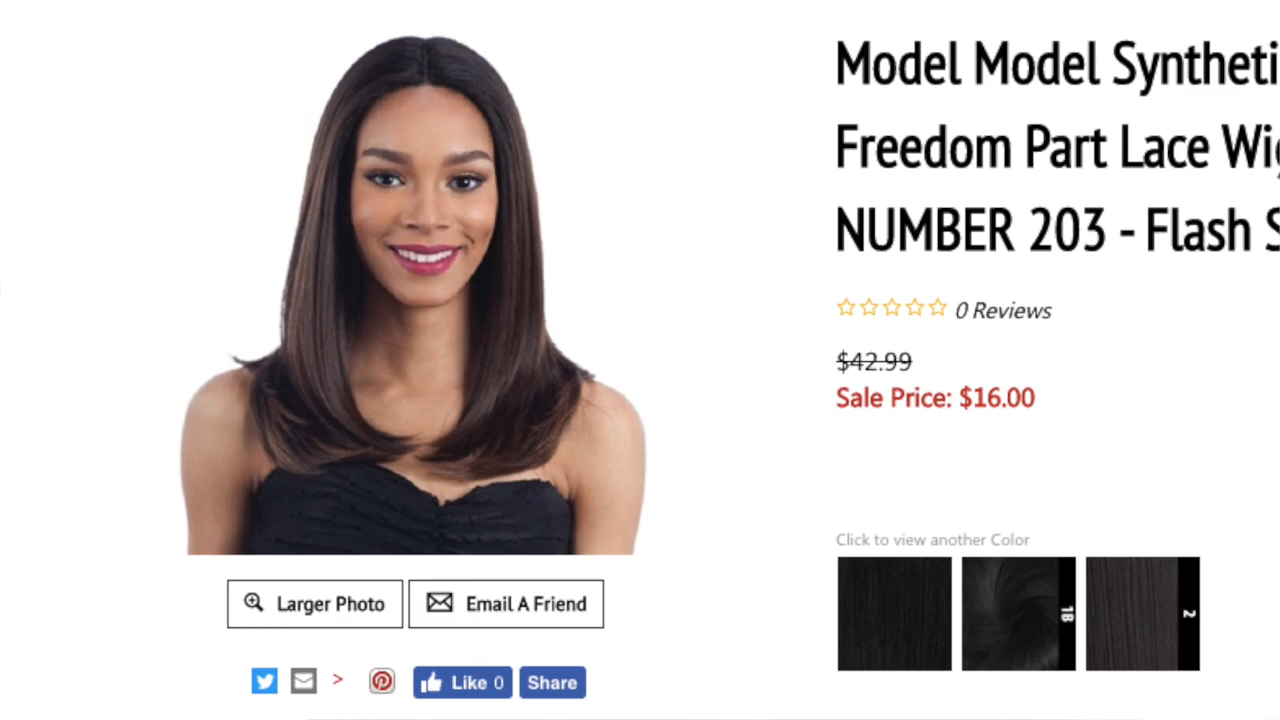 Model Model Syntheti
Freedom Part Lace Wig
NUMBER 203 - Flash S
0 Reviews
$42.99
Sale Price: $16.00
Click to view another Color
1B
2
Larger Photo
Email A Friend
>
Like 0
Share